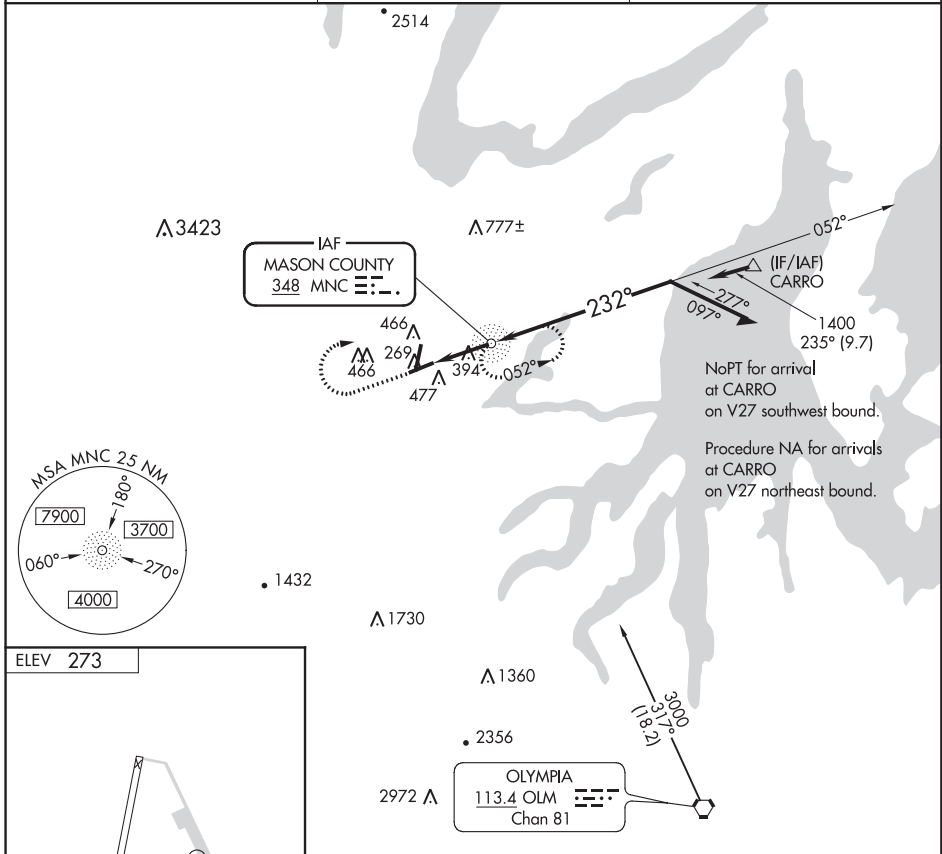 2514
3423
777±
052°
IAF
MASON COUNTY
348 MNC
(IF/IAF)
CARRO
232°
277°
097°
1400
235° (9.7)
466
466
269
394
477
052°
NoPT for arrival
at CARRO
on V27 southwest bound.
Procedure NA for arrivals
at CARRO
on V27 northeast bound.
MSA MNC 25 NM
180°
7900
3700
060°
270°
4000
1432
1730
ELEV 273
1360
3000
317°
(18.2)
2356
OLYMPIA
113.4 OLM
Chan 81
2972
X